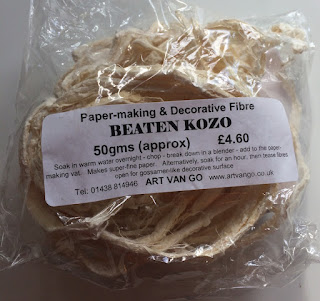 Paper-making & Decorative Fibre
BEATEN KOZO
50gms (approx) £4.60
Soak in warm water overnight - chop - break down in a blender - add to the paper-
making vat. Makes super-fine paper. Alternatively, soak for an hour, then tease fibres
open for gossamer-like decorative surface
Tel: 01438 814946 ART VAN GO www.artvango.co.uk